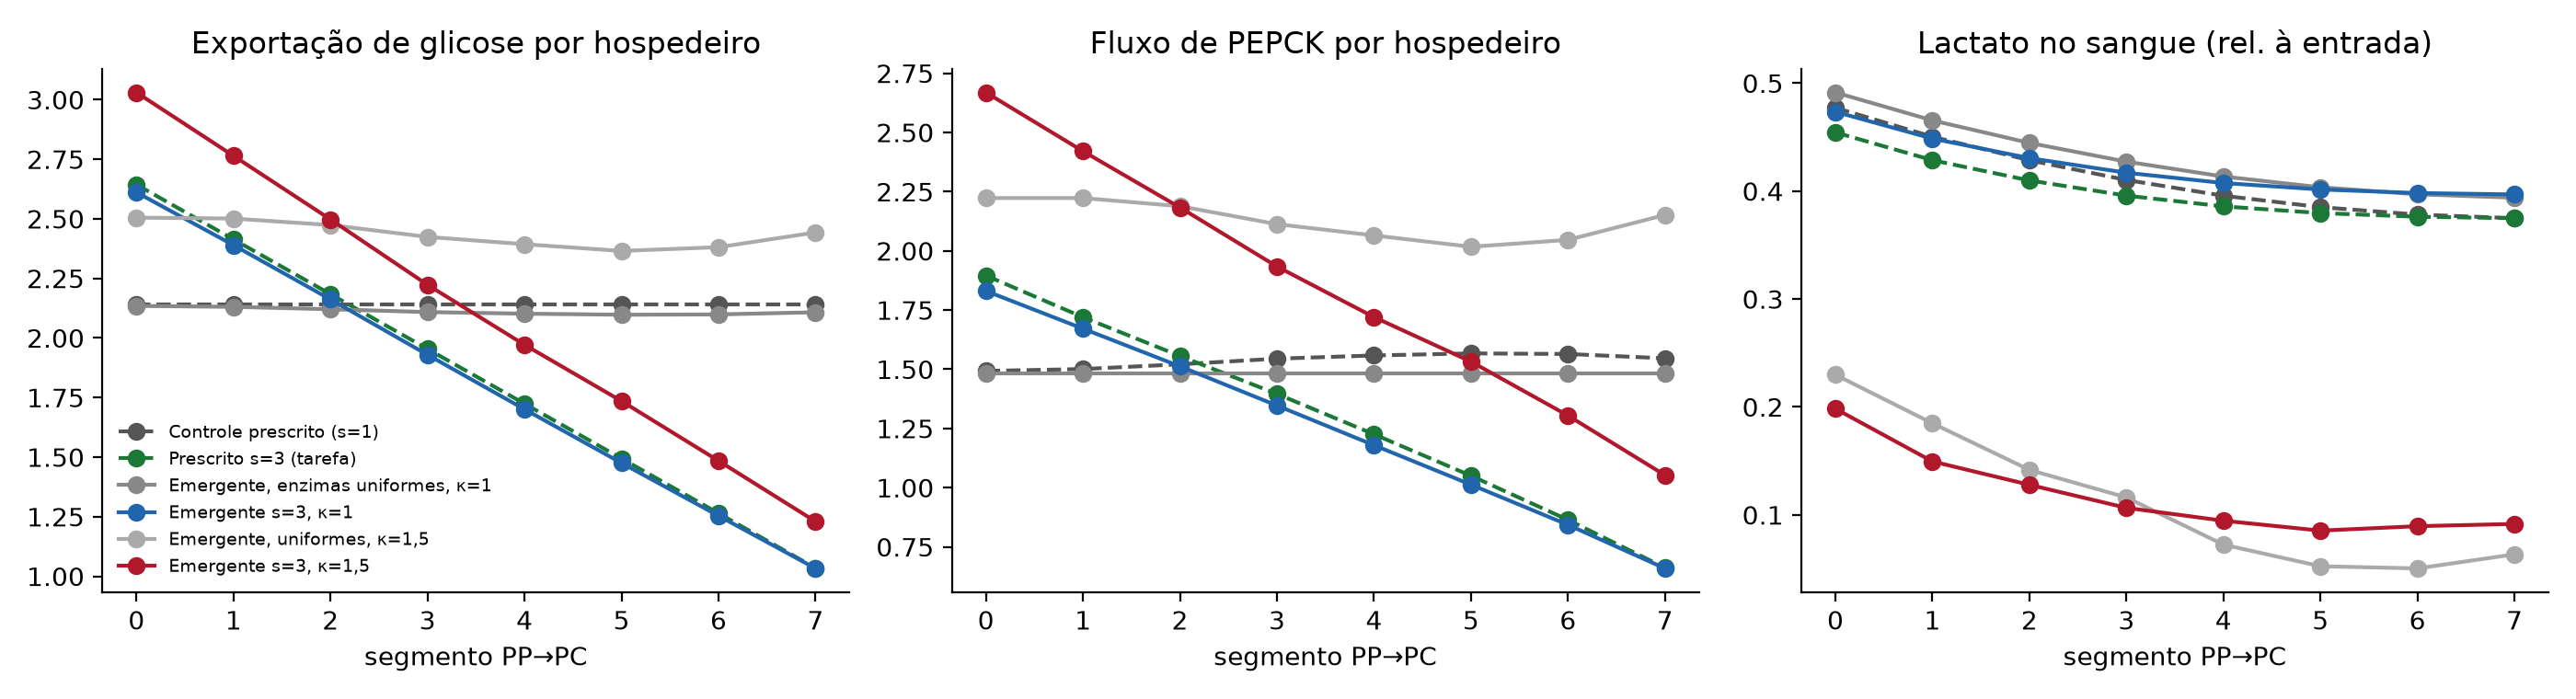 Exportação de glicose por hospedeiro
3.00
2.75
2.50
2.25
2.00
1.75
1.50
1.25
1.00
Controle prescrito (s=1)
Prescrito s=3 (tarefa)
Emergente, enzimas uniformes, κ=1
Emergente s=3, κ=1
Emergente, uniformes, κ=1,5
Emergente s=3, κ=1,5
0 1 2 3 4 5 6 7
segmento PP→PC
Fluxo de PEPCK por hospedeiro
2.75
2.50
2.25
2.00
1.75
1.50
1.25
1.00
0.75
0 1 2 3 4 5 6 7
segmento PP→PC
Lactato no sangue (rel. à entrada)
0.5
0.4
0.3
0.2
0.1
0 1 2 3 4 5 6 7
segmento PP→PC